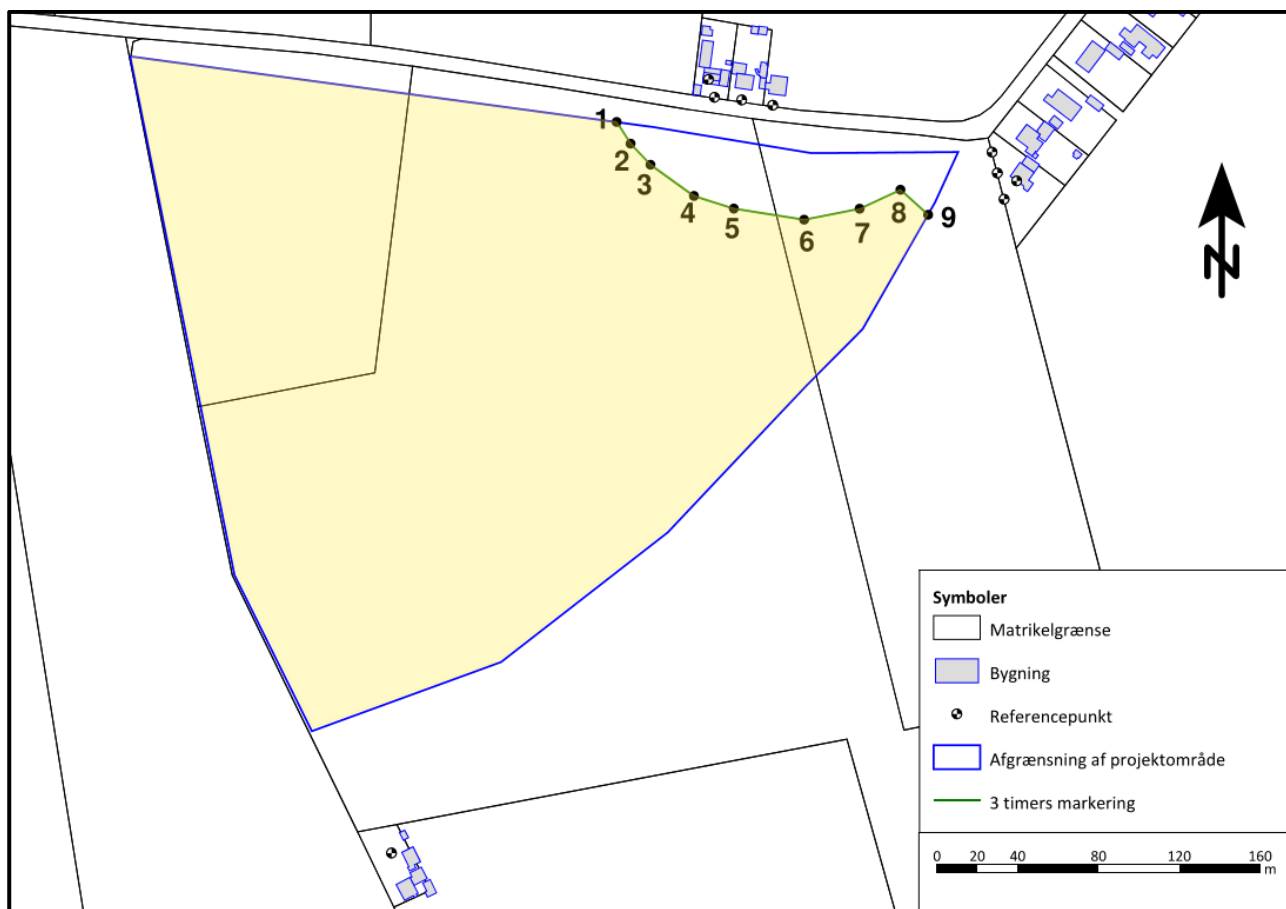 1
2
3
4
5
6
7
8
9
N
Symboler
Matrikelgrænse
Bygning
Referencepunkt
Afgrænsning af projektområde
3 timers markering
0 20 40 80 120 160
m